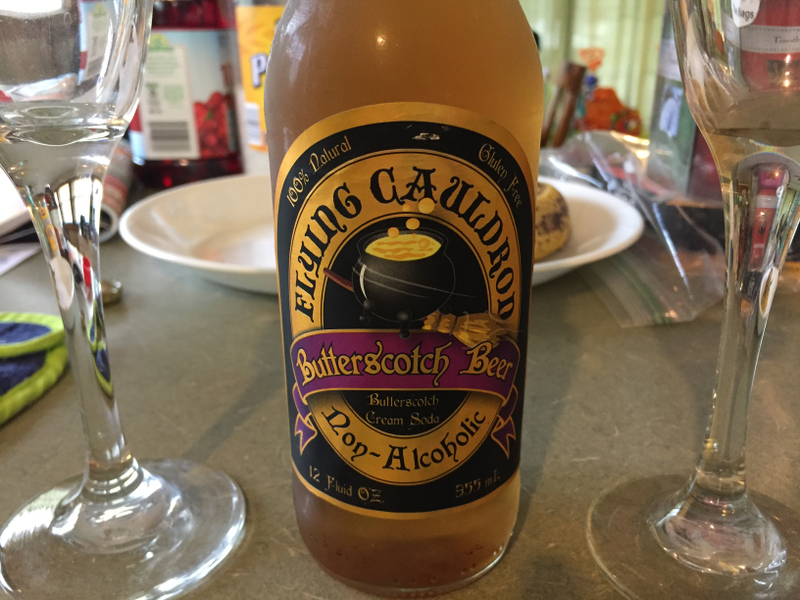 100% Natural
Gluten Free
FLYING CAULDRON
Butterscotch Beer
Butterscotch
Cream Soda
Non-Alcoholic
12 Fluid OZ
355 mL